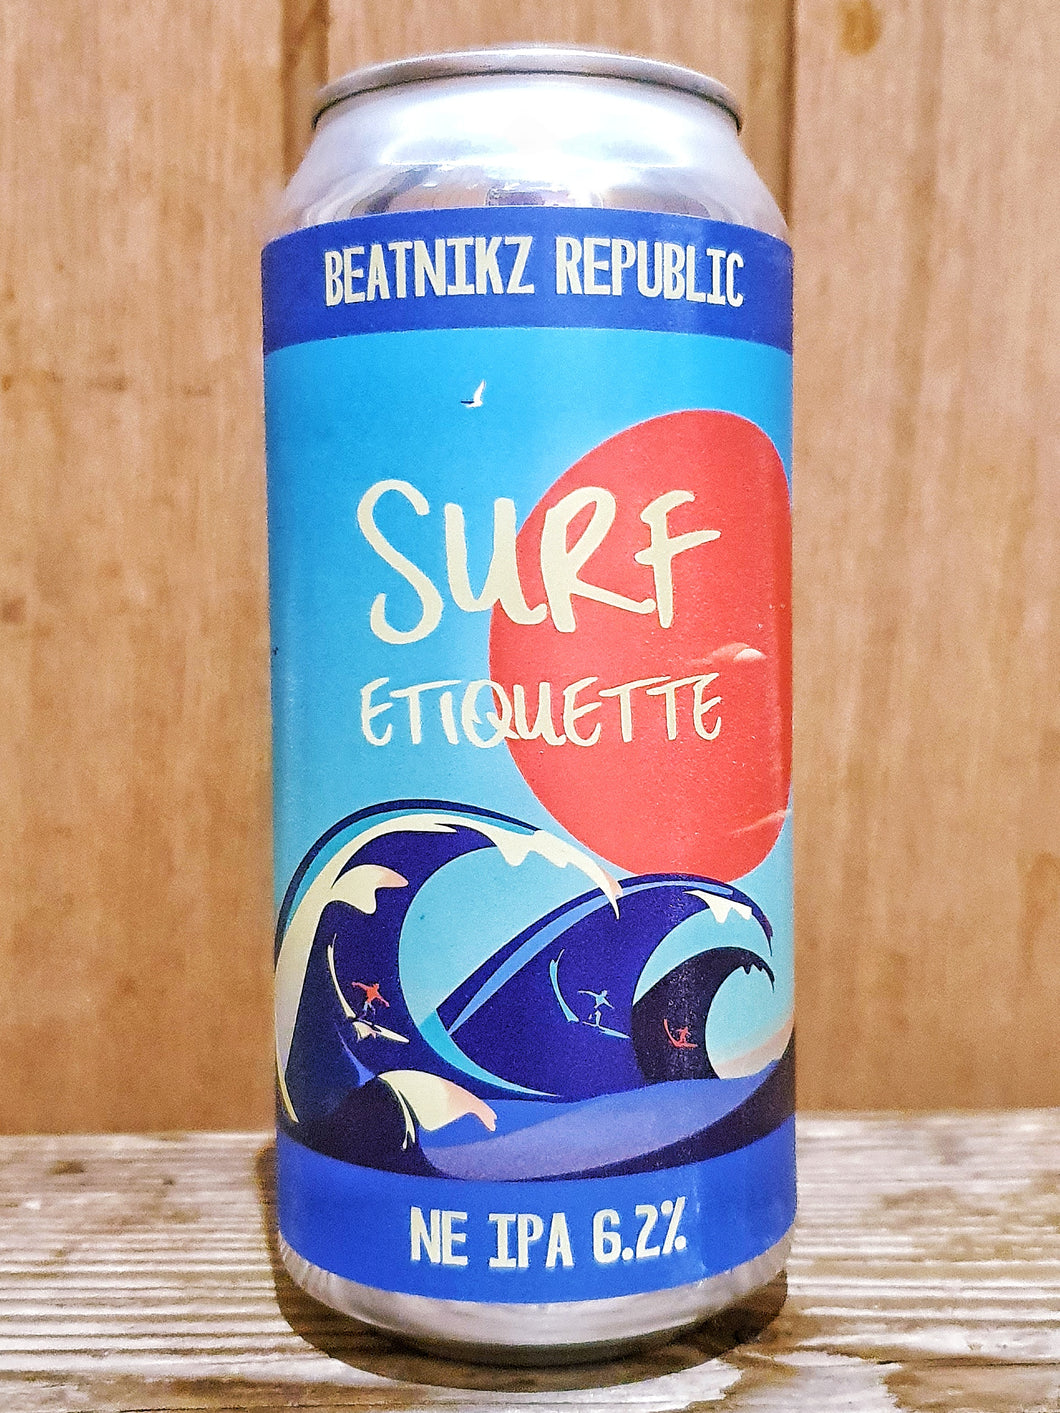 BEATNIKZ REPUBLIC
SURF
ETIQUETTE
NE IPA 6.2%